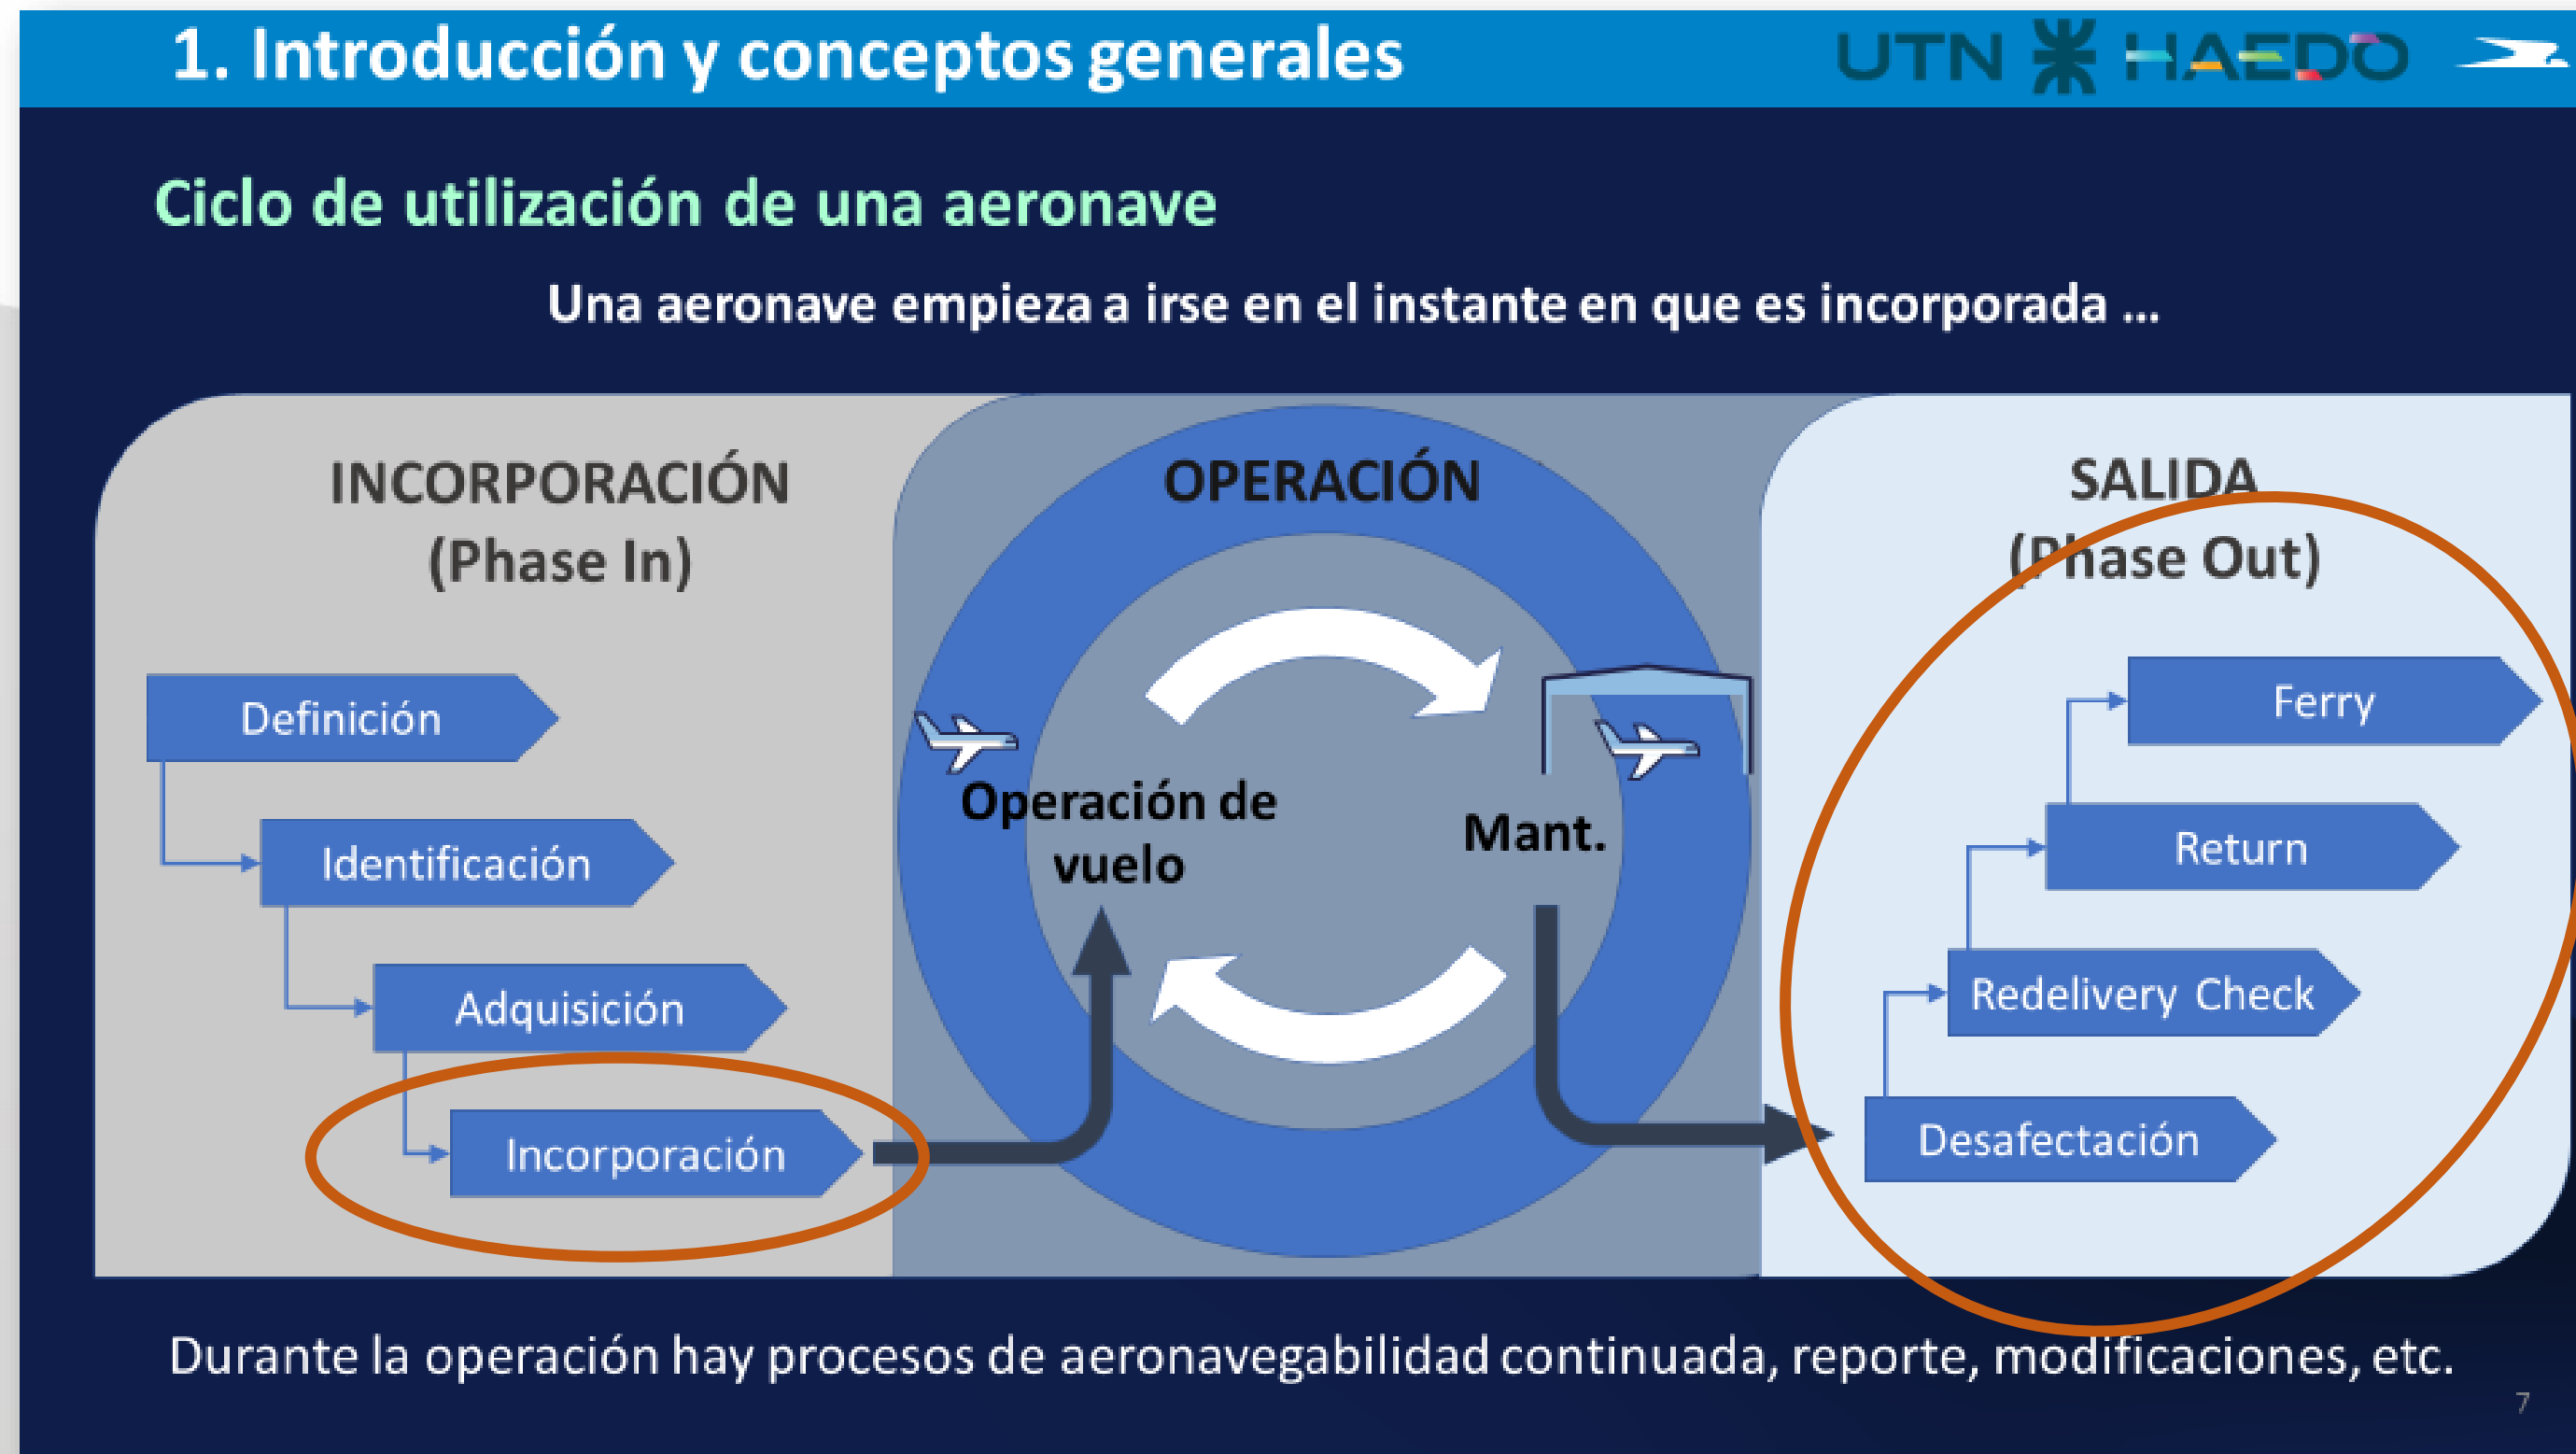 1. Introducción y conceptos generales
UTN HAEDO
Ciclo de utilización de una aeronave
Una aeronave empieza a irse en el instante en que es incorporada ...
INCORPORACIÓN
(Phase In)
Definición
Identificación
Adquisición
Incorporación
OPERACIÓN
Operación de
vuelo
Mant.
SALIDA
(Phase Out)
Ferry
Return
Redelivery Check
Desafectación
Durante la operación hay procesos de aeronavegabilidad continuada, reporte, modificaciones, etc.
7